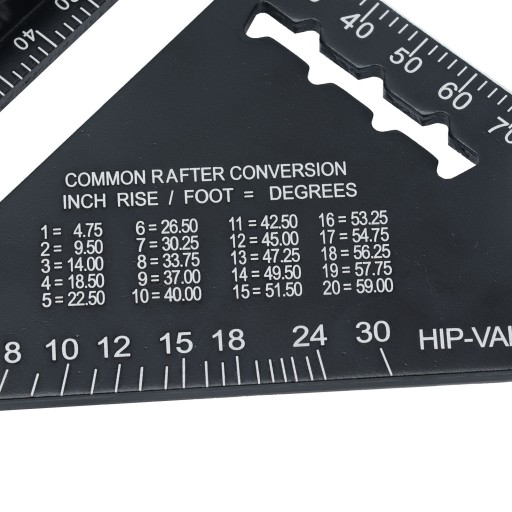 40
30
40 50 60 70
COMMON RAFTER CONVERSION
INCH RISE / FOOT = DEGREES
1 = 4.75 6 = 26.50 11 = 42.50 16 = 53.25
2 = 9.50 7 = 30.25 12 = 45.00 17 = 54.75
3 = 14.00 8 = 33.75 13 = 47.25 18 = 56.25
4 = 18.50 9 = 37.00 14 = 49.50 19 = 57.75
5 = 22.50 10 = 40.00 15 = 51.50 20 = 59.00
8 10 12 15 18 24 30 HIP-VAL